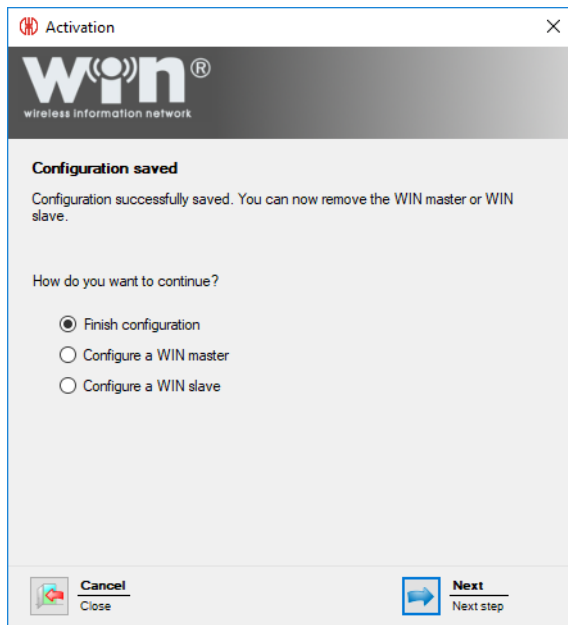 Activation
WIN®
wireless information network
Configuration saved
Configuration successfully saved. You can now remove the WIN master or WIN
slave.
How do you want to continue?
Finish configuration
Configure a WIN master
Configure a WIN slave
Cancel
Close
Next
Next step